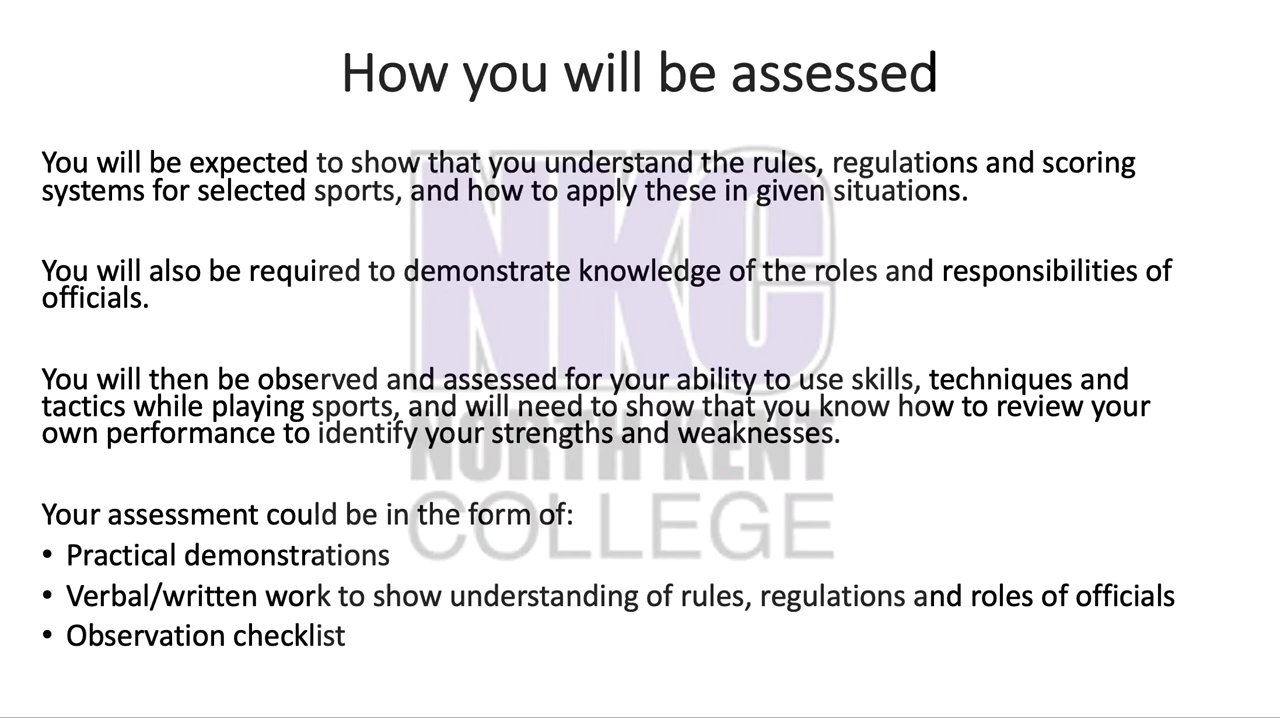 How you will be assessed
You will be expected to show that you understand the rules, regulations and scoring
systems for selected sports, and how to apply these in given situations.
You will also be required to demonstrate knowledge of the roles and responsibilities of
officials.
You will then be observed and assessed for your ability to use skills, techniques and
tactics while playing sports, and will need to show that you know how to review your
own performance to identify your strengths and weaknesses.
Your assessment could be in the form of:
• Practical demonstrations
• Verbal/written work to show understanding of rules, regulations and roles of officials
• Observation checklist
NKC
NORTH KENT
COLLEGE